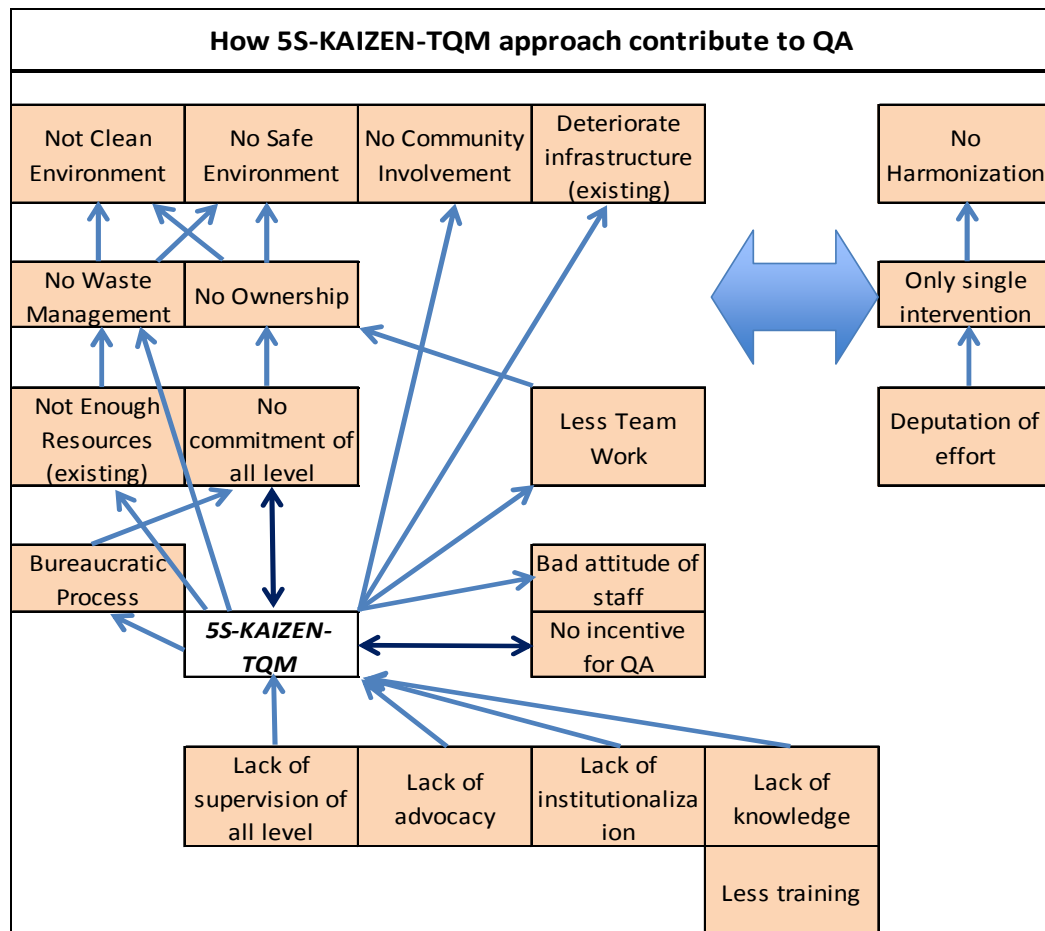 How 5S-KAIZEN-TQM approach contribute to QA
Not Clean
Environment
No Safe
Environment
No Community
Involvement
Deteriorate
infrastructure
(existing)
No
Harmonization
No Waste
Management
No Ownership
Only single
intervention
Not Enough
Resources
(existing)
No
commitment of
all level
Less Team
Work
Deputation of
effort
Bureaucratic
Process
Bad attitude of
staff
5S-KAIZEN-
TQM
No incentive
for QA
Lack of
supervision of
all level
Lack of
advocacy
Lack of
institutionalizat
ion
Lack of
knowledge
Less training